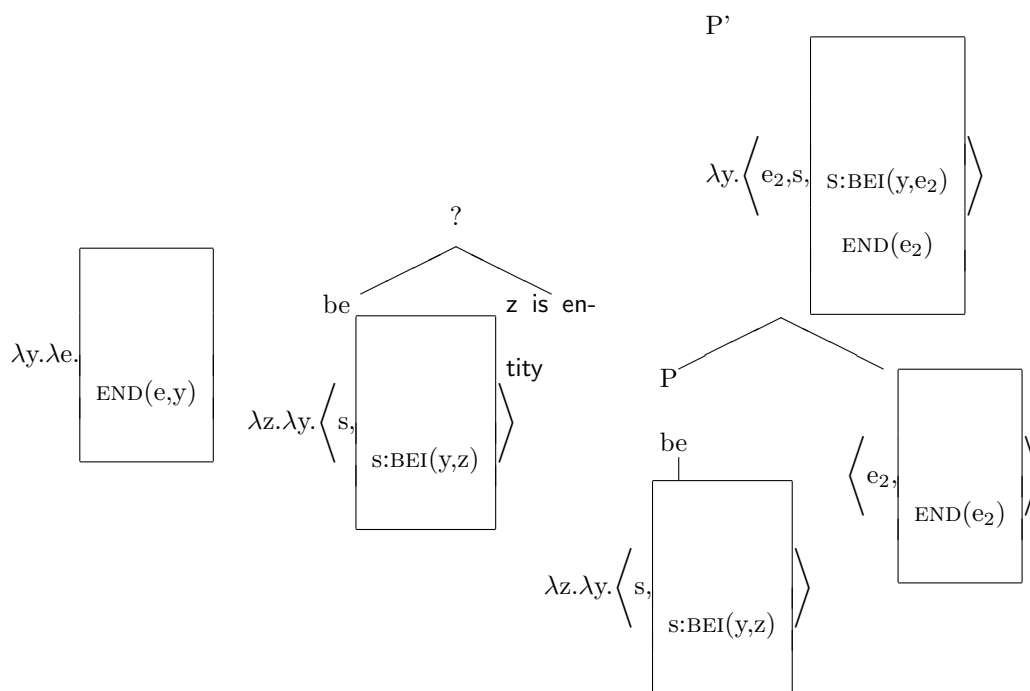 λy.λe.
END(e,y)
?
be
z is en-
tity
λz.λy.⟨ s, ⟩
s:BEI(y,z)
P'
λy.⟨ e₂,s, ⟩
S:BEI(y,e₂)
END(e₂)
P
be
λz.λy.⟨ s, ⟩
s:BEI(y,z)
⟨ e₂, ⟩
END(e₂)